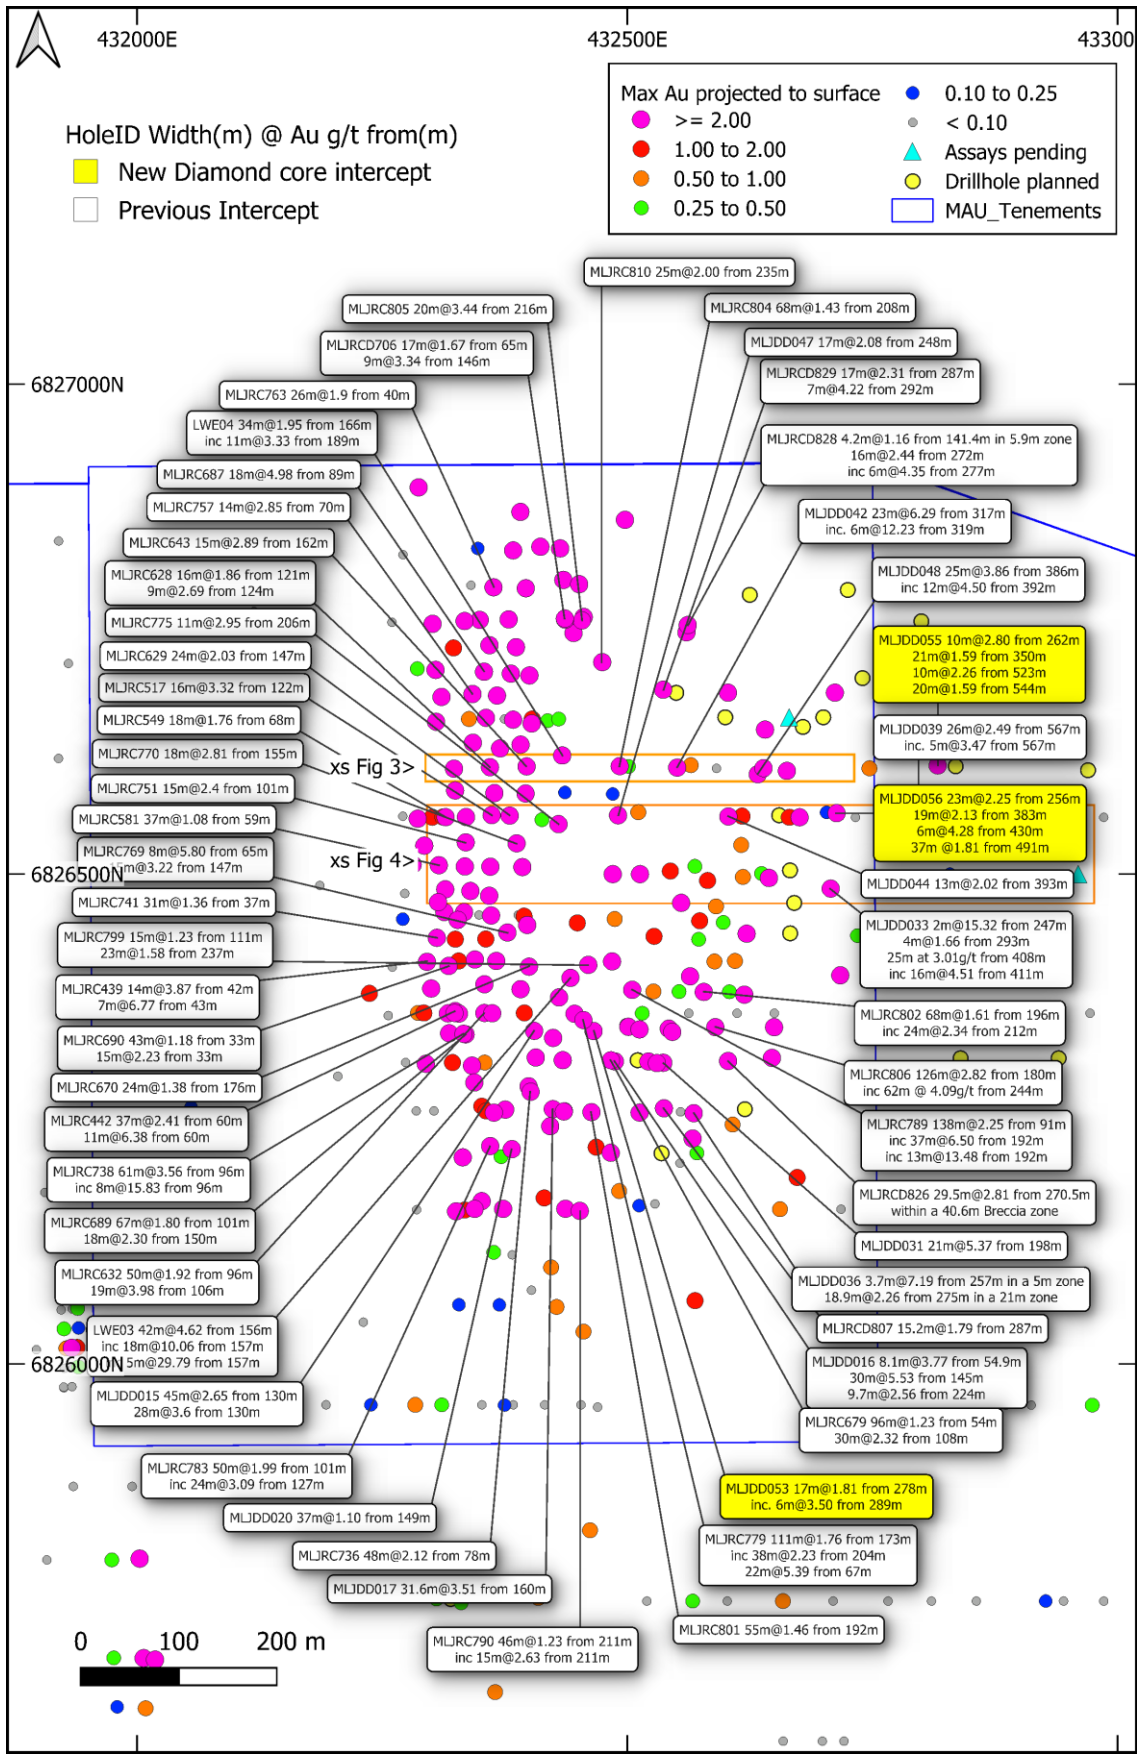 432000E
432500E
43300
Max Au projected to surface
>= 2.00
1.00 to 2.00
0.50 to 1.00
0.25 to 0.50
0.10 to 0.25
< 0.10
Assays pending
Drillhole planned
MAU_Tenements
HoleID Width(m) @ Au g/t from(m)
New Diamond core intercept
Previous Intercept
MLJRC810 25m@2.00 from 235m
MLJRC805 20m@3.44 from 216m
MLJRC804 68m@1.43 from 208m
MLJRCD706 17m@1.67 from 65m
9m@3.34 from 146m
MLJDD047 17m@2.08 from 248m
MLJRCD829 17m@2.31 from 287m
7m@4.22 from 292m
6827000N
MLJRC763 26m@1.9 from 40m
LWE04 34m@1.95 from 166m
inc 11m@3.33 from 189m
MLJRCD828 4.2m@1.16 from 141.4m in 5.9m zone
16m@2.44 from 272m
inc 6m@4.35 from 277m
MLJRC687 18m@4.98 from 89m
MLJRC757 14m@2.85 from 70m
MLJDD042 23m@6.29 from 317m
inc. 6m@12.23 from 319m
MLJRC643 15m@2.89 from 162m
MLJRC628 16m@1.86 from 121m
9m@2.69 from 124m
MLJDD048 25m@3.86 from 386m
inc 12m@4.50 from 392m
MLJRC775 11m@2.95 from 206m
MLJRC629 24m@2.03 from 147m
MLJDD055 10m@2.80 from 262m
21m@1.59 from 350m
10m@2.26 from 523m
20m@1.59 from 544m
MLJRC517 16m@3.32 from 122m
MLJRC549 18m@1.76 from 68m
MLJDD039 26m@2.49 from 567m
inc. 5m@3.47 from 567m
MLJRC770 18m@2.81 from 155m
xs Fig 3>
MLJRC751 15m@2.4 from 101m
MLJDD056 23m@2.25 from 256m
19m@2.13 from 383m
6m@4.28 from 430m
37m @1.81 from 491m
MLJRC581 37m@1.08 from 59m
MLJRC769 8m@5.80 from 65m
m@3.22 from 147m
xs Fig 4>
6826500N
MLJDD044 13m@2.02 from 393m
MLJRC741 31m@1.36 from 37m
MLJDD033 2m@15.32 from 247m
4m@1.66 from 293m
25m at 3.01g/t from 408m
inc 16m@4.51 from 411m
MLJRC799 15m@1.23 from 111m
23m@1.58 from 237m
MLJRC439 14m@3.87 from 42m
7m@6.77 from 43m
MLJRC802 68m@1.61 from 196m
inc 24m@2.34 from 212m
MLJRC690 43m@1.18 from 33m
15m@2.23 from 33m
MLJRC670 24m@1.38 from 176m
MLJRC806 126m@2.82 from 180m
inc 62m @ 4.09g/t from 244m
MLJRC442 37m@2.41 from 60m
11m@6.38 from 60m
MLJRC789 138m@2.25 from 91m
inc 37m@6.50 from 192m
inc 13m@13.48 from 192m
MLJRC738 61m@3.56 from 96m
inc 8m@15.83 from 96m
MLJRCD826 29.5m@2.81 from 270.5m
within a 40.6m Breccia zone
MLJRC689 67m@1.80 from 101m
18m@2.30 from 150m
MLJDD031 21m@5.37 from 198m
MLJRC632 50m@1.92 from 96m
19m@3.98 from 106m
MLJDD036 3.7m@7.19 from 257m in a 5m zone
18.9m@2.26 from 275m in a 21m zone
MLJRCD807 15.2m@1.79 from 287m
LWE03 42m@4.62 from 156m
inc 18m@10.06 from 157m
5m@29.79 from 157m
6826000N
MLJDD016 8.1m@3.77 from 54.9m
30m@5.53 from 145m
9.7m@2.56 from 224m
MLJDD015 45m@2.65 from 130m
28m@3.6 from 130m
MLJRC679 96m@1.23 from 54m
30m@2.32 from 108m
MLJRC783 50m@1.99 from 101m
inc 24m@3.09 from 127m
MLJDD053 17m@1.81 from 278m
inc. 6m@3.50 from 289m
MLJDD020 37m@1.10 from 149m
MLJRC779 111m@1.76 from 173m
inc 38m@2.23 from 204m
22m@5.39 from 67m
MLJRC736 48m@2.12 from 78m
MLJDD017 31.6m@3.51 from 160m
MLJRC801 55m@1.46 from 192m
MLJRC790 46m@1.23 from 211m
inc 15m@2.63 from 211m
0 100 200 m